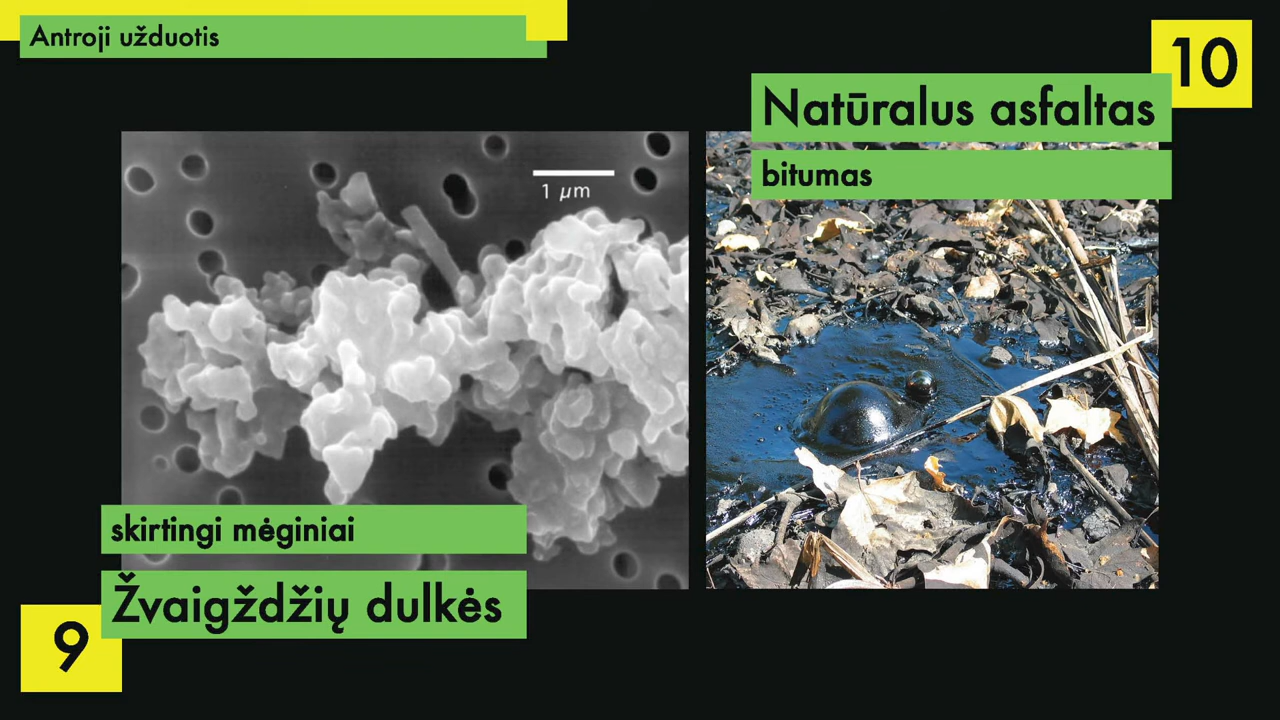 Antroji užduotis
10
Natūralus asfaltas
bitumas
1 µm
skirtingi mėginiai
Žvaigždžių dulkės
9